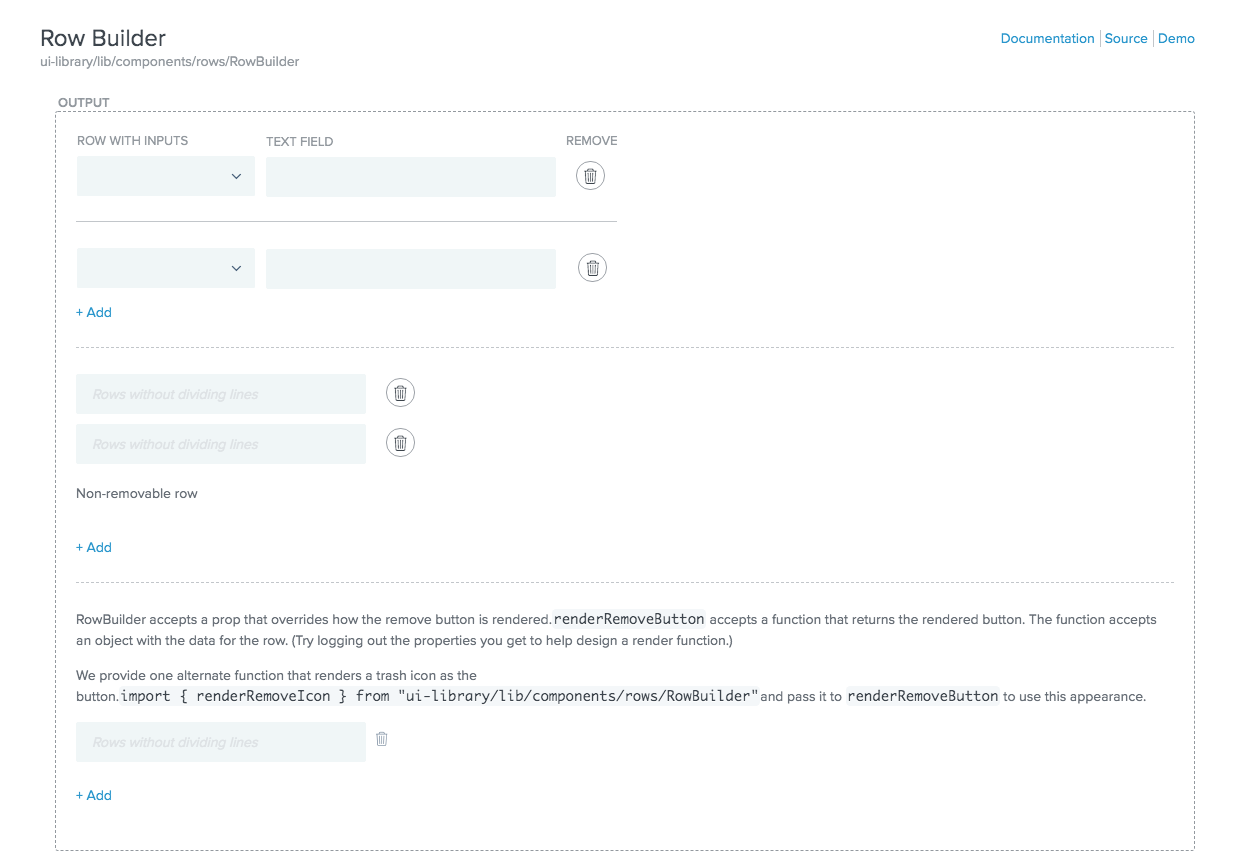 Row Builder
Documentation Source Demo
ui-library/lib/components/rows/RowBuilder
OUTPUT
ROW WITH INPUTS TEXT FIELD REMOVE
+ Add
Rows without dividing lines
Rows without dividing lines
Non-removable row
+ Add
RowBuilder accepts a prop that overrides how the remove button is rendered. renderRemoveButton accepts a function that returns the rendered button. The function accepts
an object with the data for the row. (Try logging out the properties you get to help design a render function.)
We provide one alternate function that renders a trash icon as the
button. import { renderRemoveIcon } from "ui-library/lib/components/rows/RowBuilder" and pass it to renderRemoveButton to use this appearance.
Rows without dividing lines
+ Add